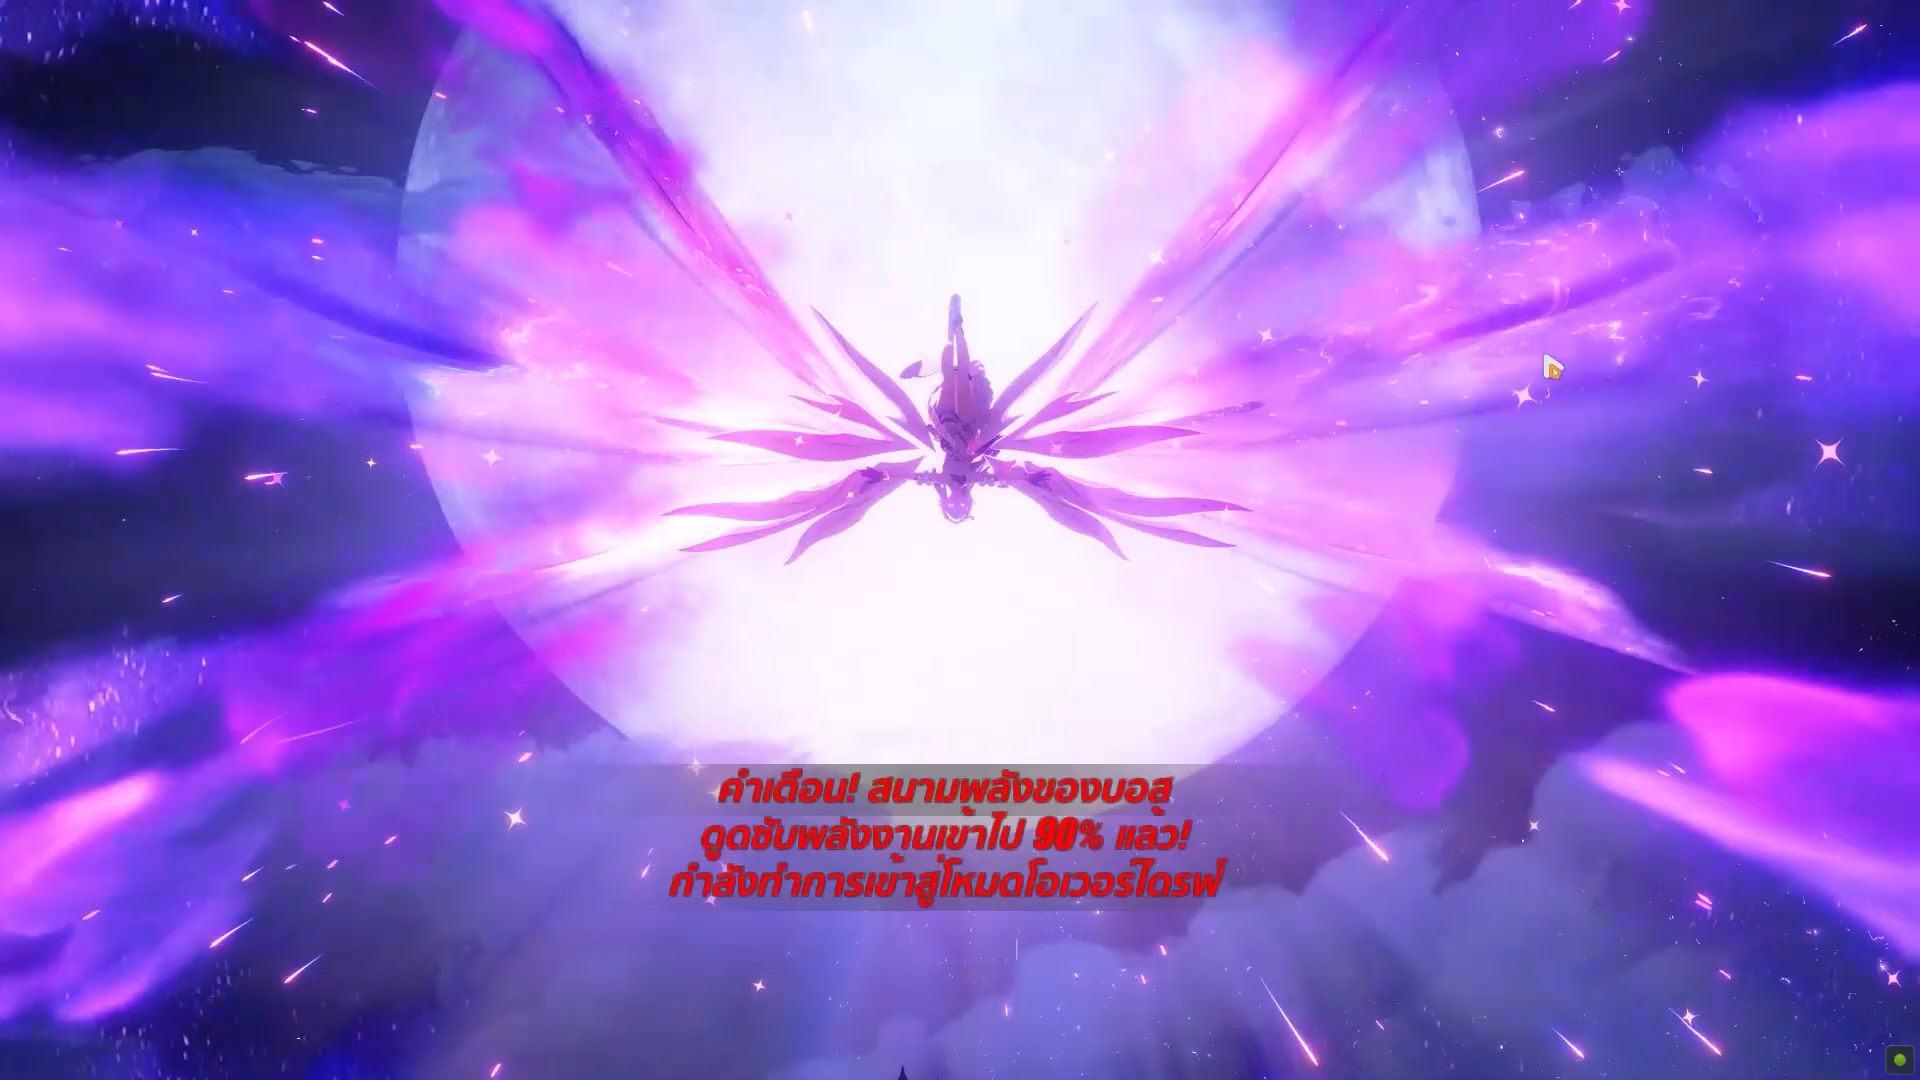 คำเตือน! สนามพลังของบอส
ดูดซับพลังงานเข้าไป 90% แล้ว!
กำลังทำการเข้าสู่โหมดโอเวอร์ไดรฟ์